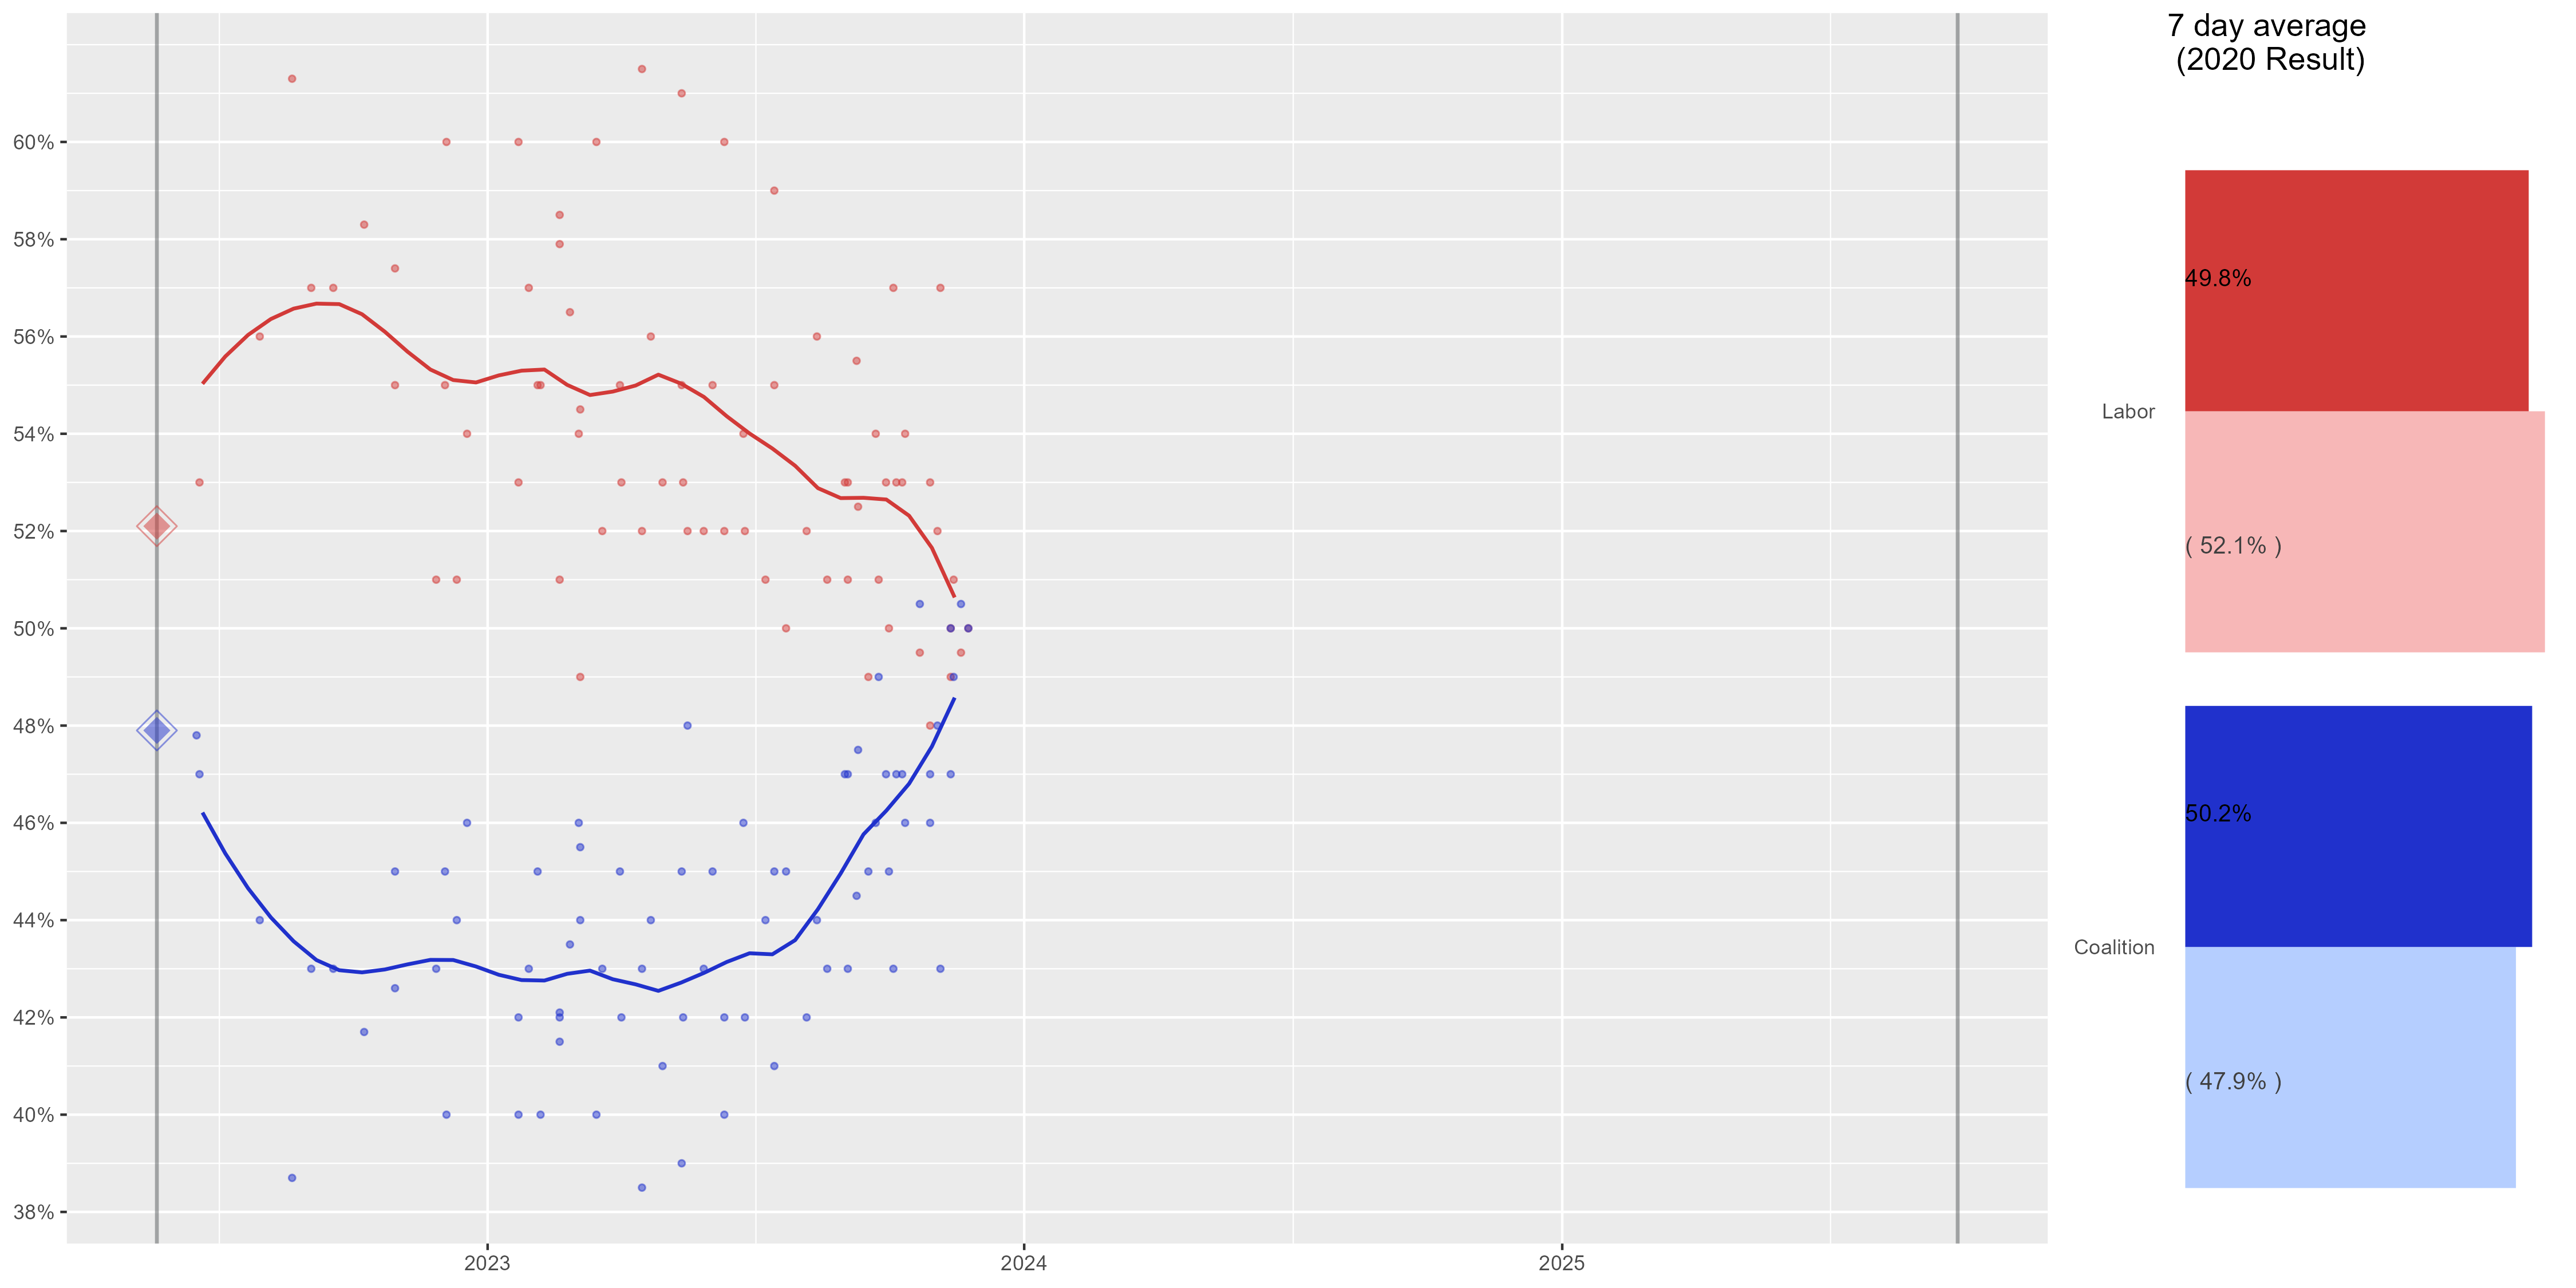 7 day average
(2020 Result)
60%
58%
56%
54%
52%
50%
48%
46%
44%
42%
40%
38%
2023
2024
2025
49.8%
Labor
( 52.1% )
50.2%
Coalition
( 47.9% )